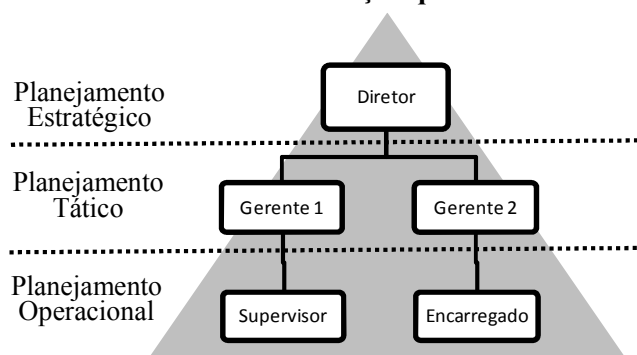 Planejamento
Estratégico
Diretor
Planejamento
Tático
Gerente 1
Gerente 2
Planejamento
Operacional
Supervisor
Encarregado